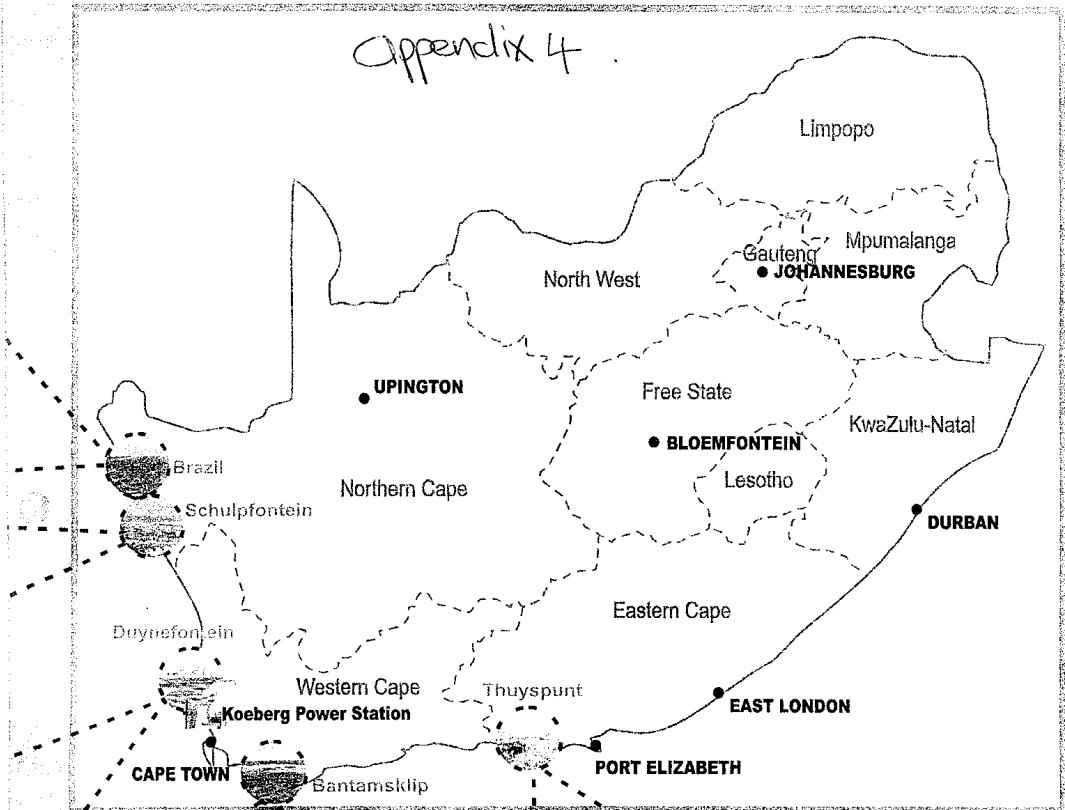 appendix 4.
Limpopo
Mpumalanga
Gauteng
JOHANNESBURG
North West
UPINGTON
Free State
KwaZulu-Natal
BLOEMFONTEIN
Brazil
Lesotho
Northern Cape
Schulpfontein
DURBAN
Eastern Cape
Duynefontein
Western Cape
Thuyspunt
EAST LONDON
Koeberg Power Station
PORT ELIZABETH
CAPE TOWN
Bantamsklip